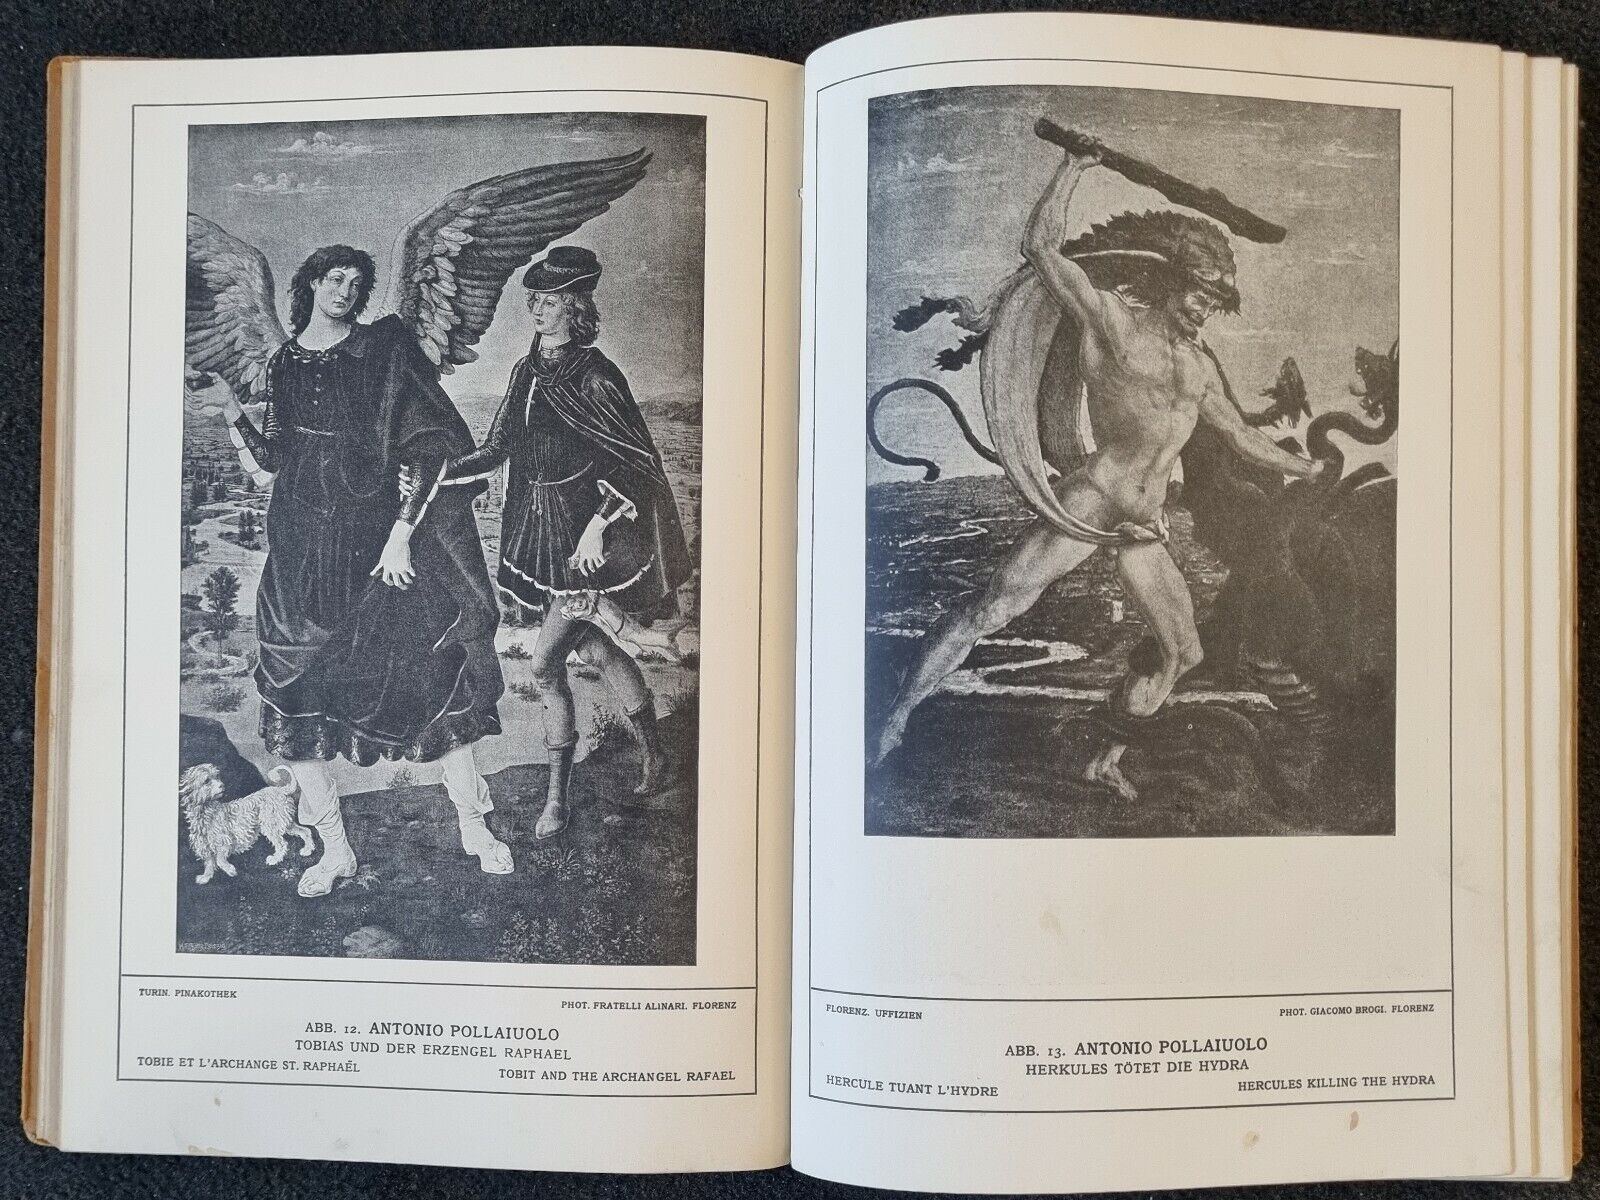 TURIN. PINAKOTHEK
PHOT. FRATELLI ALINARI. FLORENZ
ABB. 12. ANTONIO POLLAIUOLO
TOBIAS UND DER ERZENGEL RAPHAEL
TOBIE ET L'ARCHANGE ST. RAPHAËL
TOBIT AND THE ARCHANGEL RAFAEL
FLORENZ. UFFIZIEN
PHOT. GIACOMO BROGI. FLORENZ
ABB. 13. ANTONIO POLLAIUOLO
HERKULES TÖTET DIE HYDRA
HERCULE TUANT L'HYDRE
HERCULES KILLING THE HYDRA